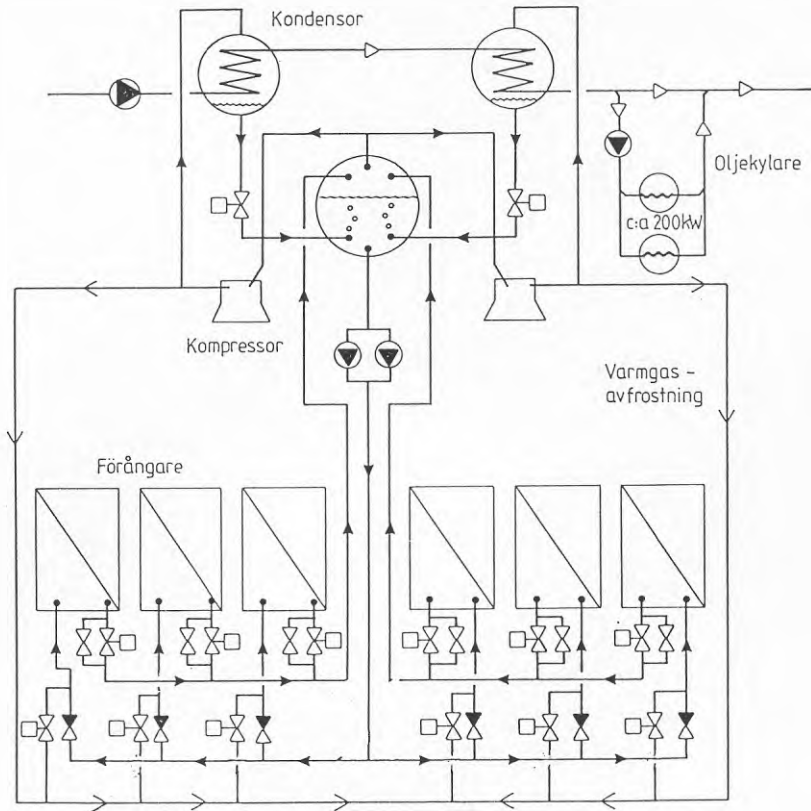 Kondensor
Oljekylare
c:a 200kW
Kompressor
Varmgas -
avfrostning
Förångare